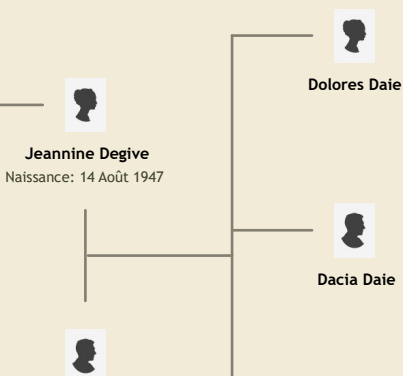 Dolores Daie
Jeannine Degive
Naissance: 14 Août 1947
Dacia Daie